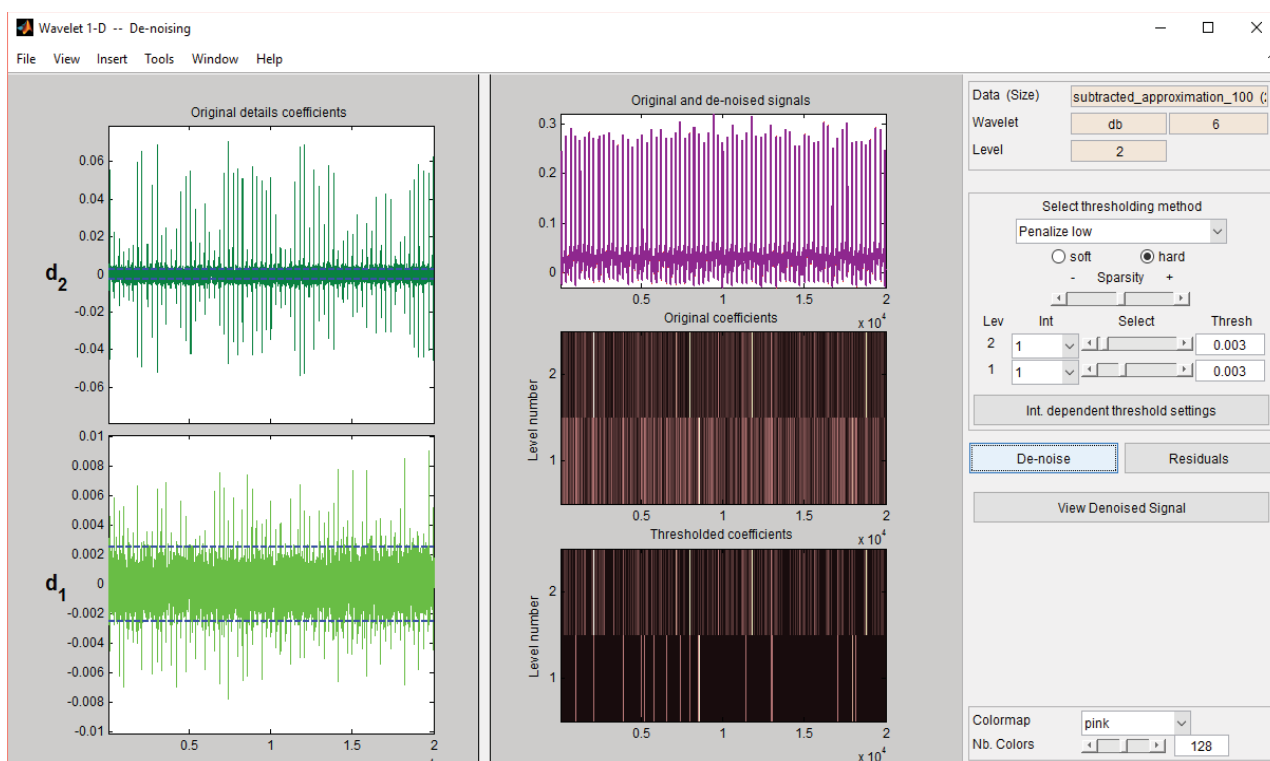 Wavelet 1-D -- De-noising
File View Insert Tools Window Help
Original details coefficients
0.06
0.04
0.02
d2
0
-0.02
-0.04
-0.06
0.01
0.008
0.006
0.004
0.002
d1
0
-0.002
-0.004
-0.006
-0.008
-0.01
0.5 1 1.5 2
Original and de-noised signals
0.3
0.2
0.1
0
0.5 1 1.5 2
x 10^4
Original coefficients
Level number
2
1
0.5 1 1.5 2
x 10^4
Thresholded coefficients
Level number
2
1
0.5 1 1.5 2
x 10^4
Data (Size) subtracted_approximation_100
Wavelet db 6
Level 2
Select thresholding method
Penalize low
soft hard
- Sparsity +
Lev Int Select Thresh
2 1 0.003
1 1 0.003
Int. dependent threshold settings
De-noise Residuals
View Denoised Signal
Colormap pink
Nb. Colors 128